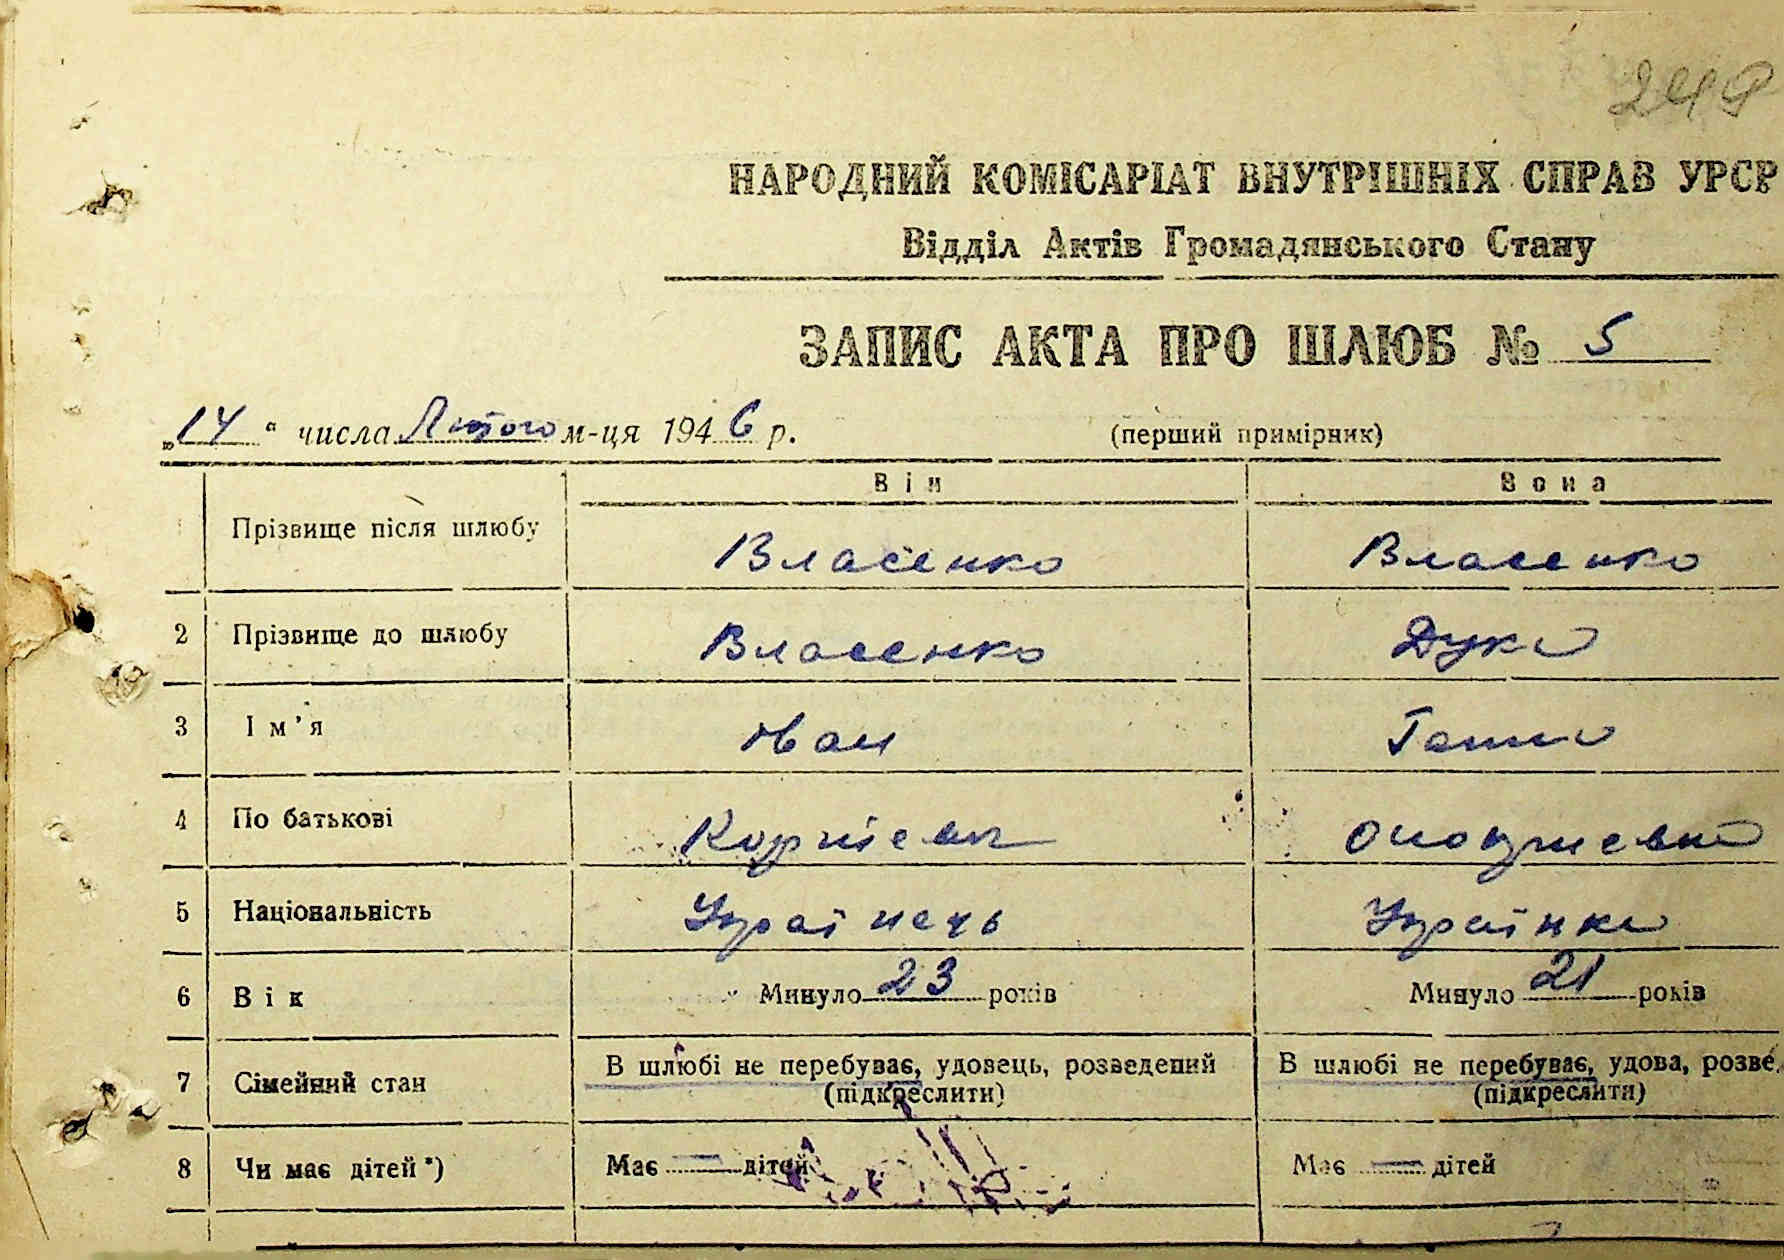 249
НАРОДНИЙ КОМІСАРІАТ ВНУТРІШНІХ СПРАВ УРСР
Відділ Актів Громадянського Стану
ЗАПИС АКТА ПРО ШЛЮБ № 5
„14“ числа Лютого м-ця 1946 р. (перший примірник)
Він Вона
Прізвище після шлюбу Власенко Власенко
2 Прізвище до шлюбу Власенко Дука
3 Ім’я Іван Ганна
4 По батькові Корнієвич
5 Національність Українець Українка
6 Вік Минуло 23 років Минуло 21 років
7 Сімейний стан В шлюбі не перебуває, удовець, розведений В шлюбі не перебуває, удова, розве
(підкреслити) (підкреслити)
8 Чи має дітей*) Має — дітей Має — дітей